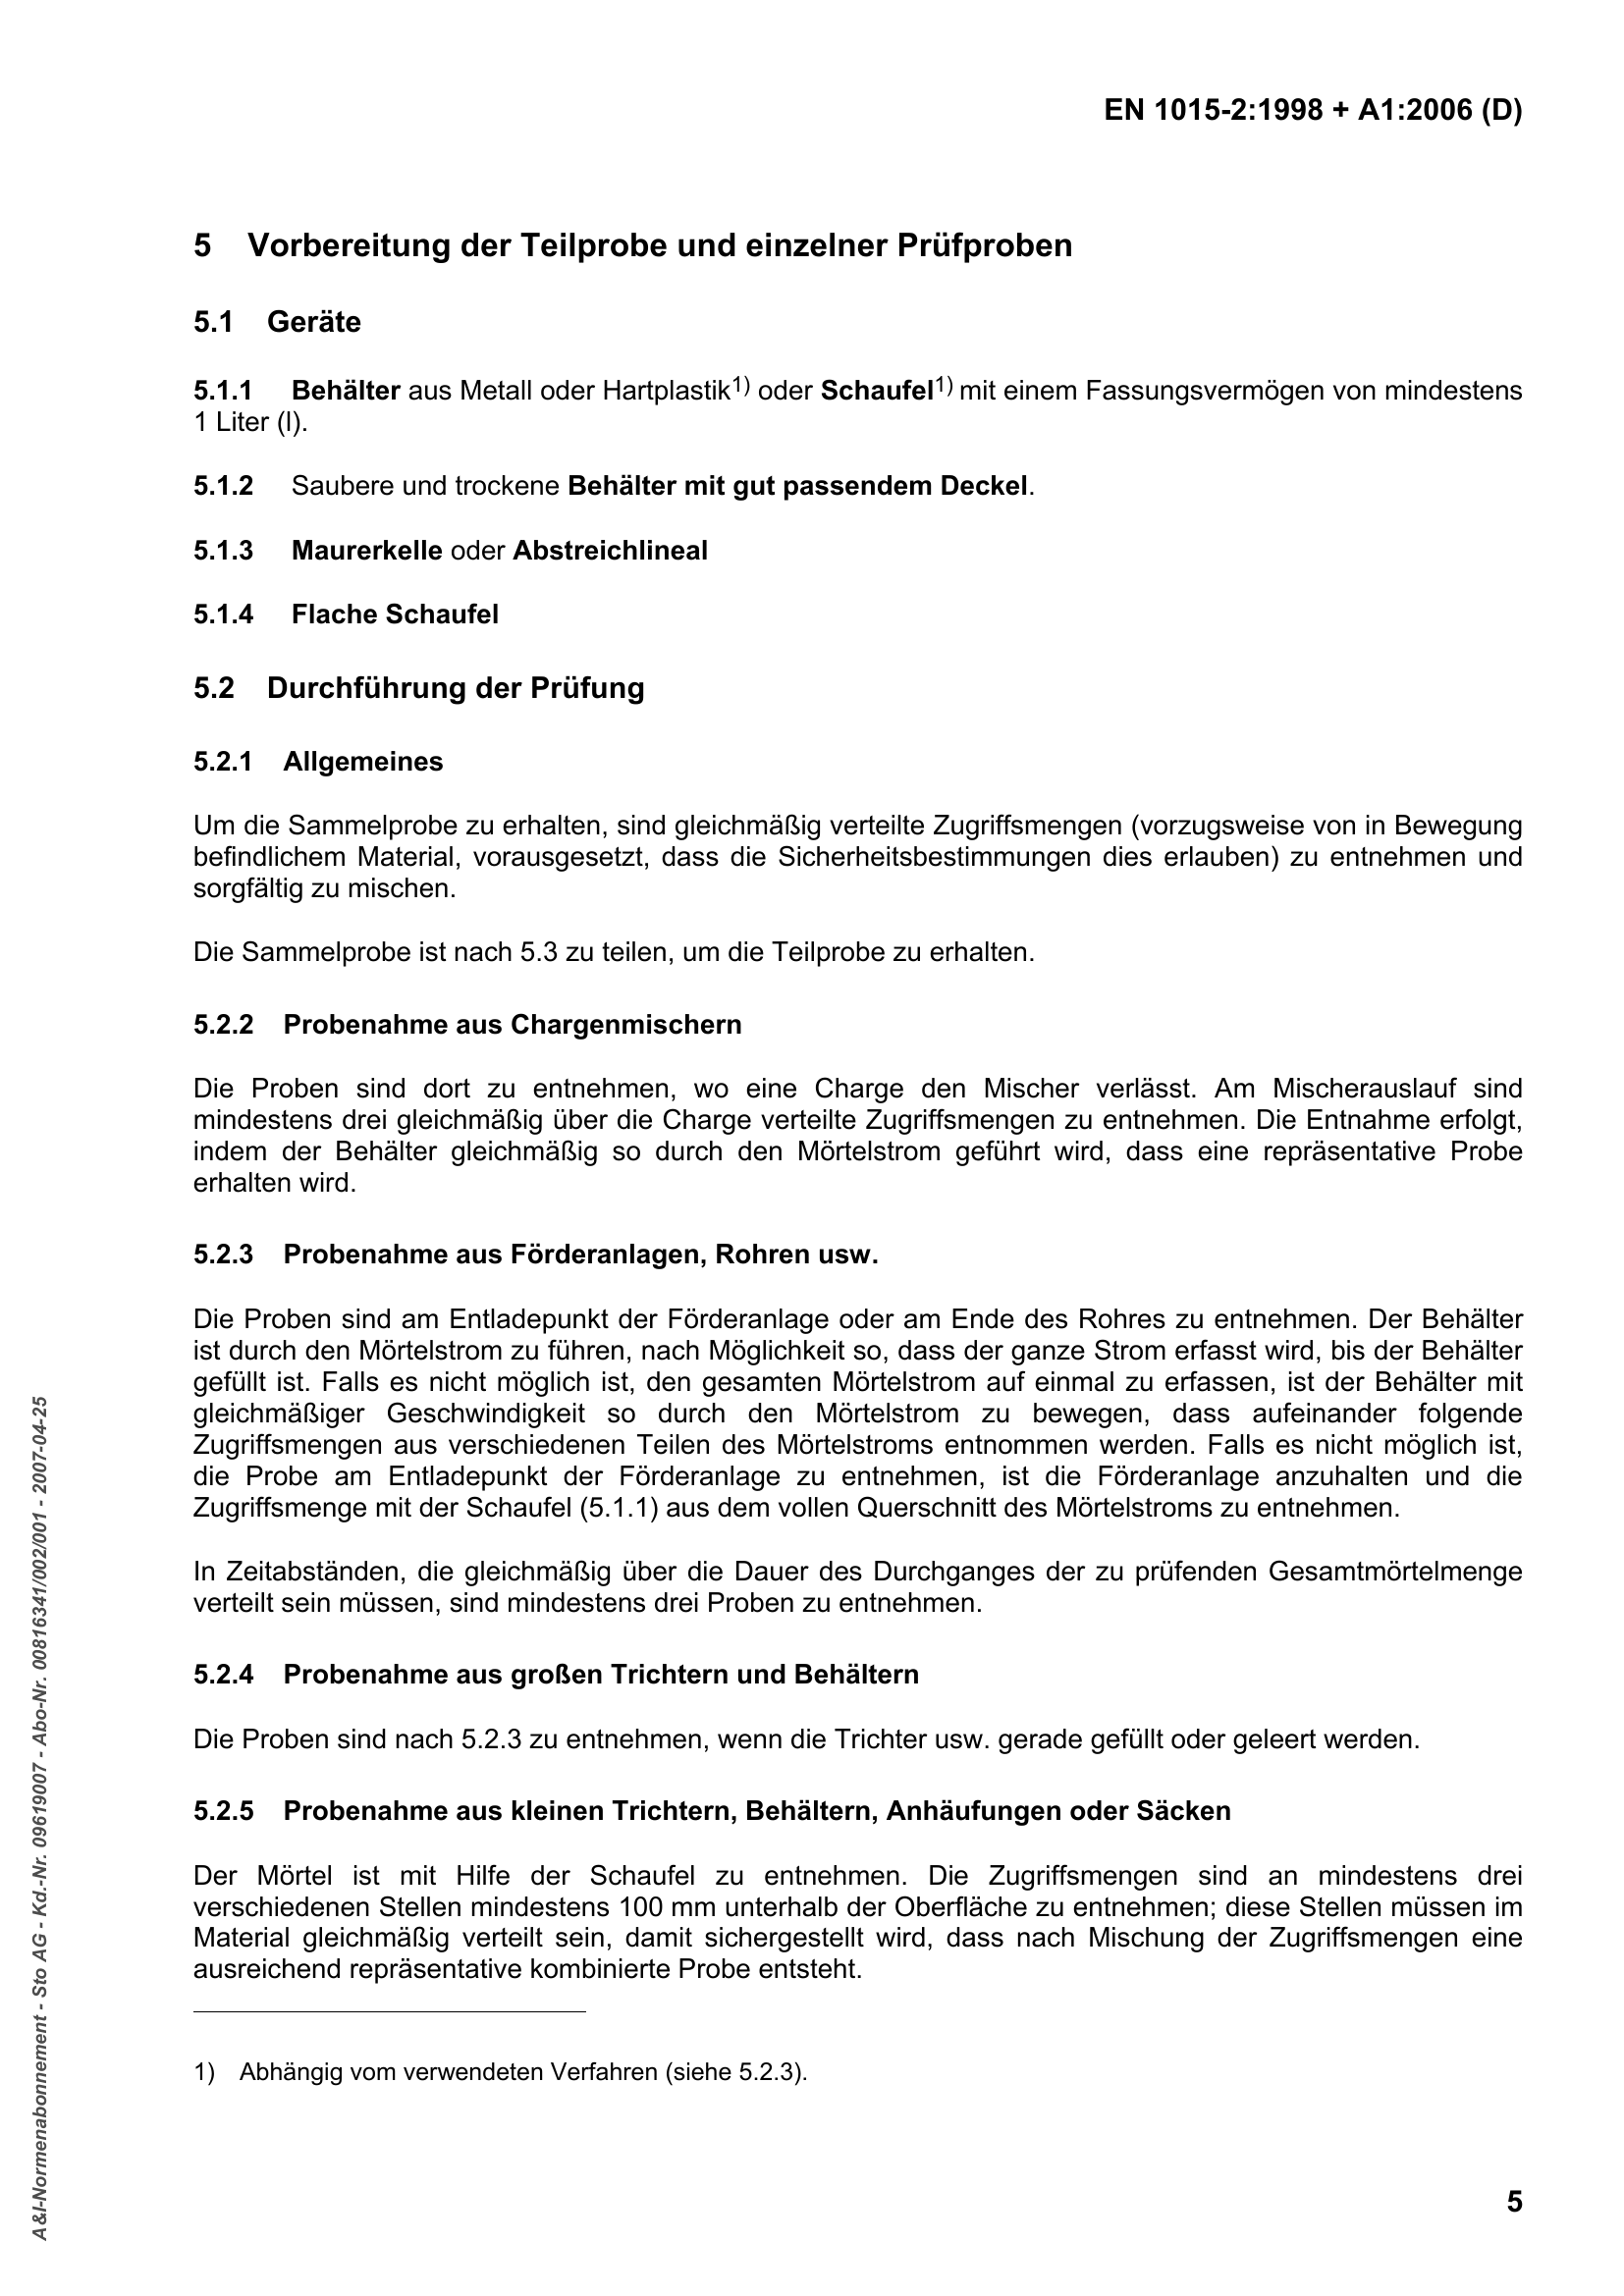 EN 1015-2:1998 + A1:2006 (D)
5 Vorbereitung der Teilprobe und einzelner Prüfproben
5.1 Geräte
5.1.1 Behälter aus Metall oder Hartplastik1) oder Schaufel1) mit einem Fassungsvermögen von mindestens
1 Liter (l).
5.1.2 Saubere und trockene Behälter mit gut passendem Deckel.
5.1.3 Maurerkelle oder Abstreichlineal
5.1.4 Flache Schaufel
5.2 Durchführung der Prüfung
5.2.1 Allgemeines
Um die Sammelprobe zu erhalten, sind gleichmäßig verteilte Zugriffsmengen (vorzugsweise von in Bewegung
befindlichem Material, vorausgesetzt, dass die Sicherheitsbestimmungen dies erlauben) zu entnehmen und
sorgfältig zu mischen.
Die Sammelprobe ist nach 5.3 zu teilen, um die Teilprobe zu erhalten.
5.2.2 Probenahme aus Chargenmischern
Die Proben sind dort zu entnehmen, wo eine Charge den Mischer verlässt. Am Mischerauslauf sind
mindestens drei gleichmäßig über die Charge verteilte Zugriffsmengen zu entnehmen. Die Entnahme erfolgt,
indem der Behälter gleichmäßig so durch den Mörtelstrom geführt wird, dass eine repräsentative Probe
erhalten wird.
5.2.3 Probenahme aus Förderanlagen, Rohren usw.
Die Proben sind am Entladepunkt der Förderanlage oder am Ende des Rohres zu entnehmen. Der Behälter
ist durch den Mörtelstrom zu führen, nach Möglichkeit so, dass der ganze Strom erfasst wird, bis der Behälter
gefüllt ist. Falls es nicht möglich ist, den gesamten Mörtelstrom auf einmal zu erfassen, ist der Behälter mit
gleichmäßiger Geschwindigkeit so durch den Mörtelstrom zu bewegen, dass aufeinander folgende
Zugriffsmengen aus verschiedenen Teilen des Mörtelstroms entnommen werden. Falls es nicht möglich ist,
die Probe am Entladepunkt der Förderanlage zu entnehmen, ist die Förderanlage anzuhalten und die
Zugriffsmenge mit der Schaufel (5.1.1) aus dem vollen Querschnitt des Mörtelstroms zu entnehmen.
In Zeitabständen, die gleichmäßig über die Dauer des Durchganges der zu prüfenden Gesamtmörtelmenge
verteilt sein müssen, sind mindestens drei Proben zu entnehmen.
5.2.4 Probenahme aus großen Trichtern und Behältern
Die Proben sind nach 5.2.3 zu entnehmen, wenn die Trichter usw. gerade gefüllt oder geleert werden.
5.2.5 Probenahme aus kleinen Trichtern, Behältern, Anhäufungen oder Säcken
Der Mörtel ist mit Hilfe der Schaufel zu entnehmen. Die Zugriffsmengen sind an mindestens drei
verschiedenen Stellen mindestens 100 mm unterhalb der Oberfläche zu entnehmen; diese Stellen müssen im
Material gleichmäßig verteilt sein, damit sichergestellt wird, dass nach Mischung der Zugriffsmengen eine
ausreichend repräsentative kombinierte Probe entsteht.
1) Abhängig vom verwendeten Verfahren (siehe 5.2.3).
5
A&I-Normenabonnement - Sto AG - Kd.-Nr. 09619007 - Abo-Nr. 00816341/002/001 - 2007-04-25